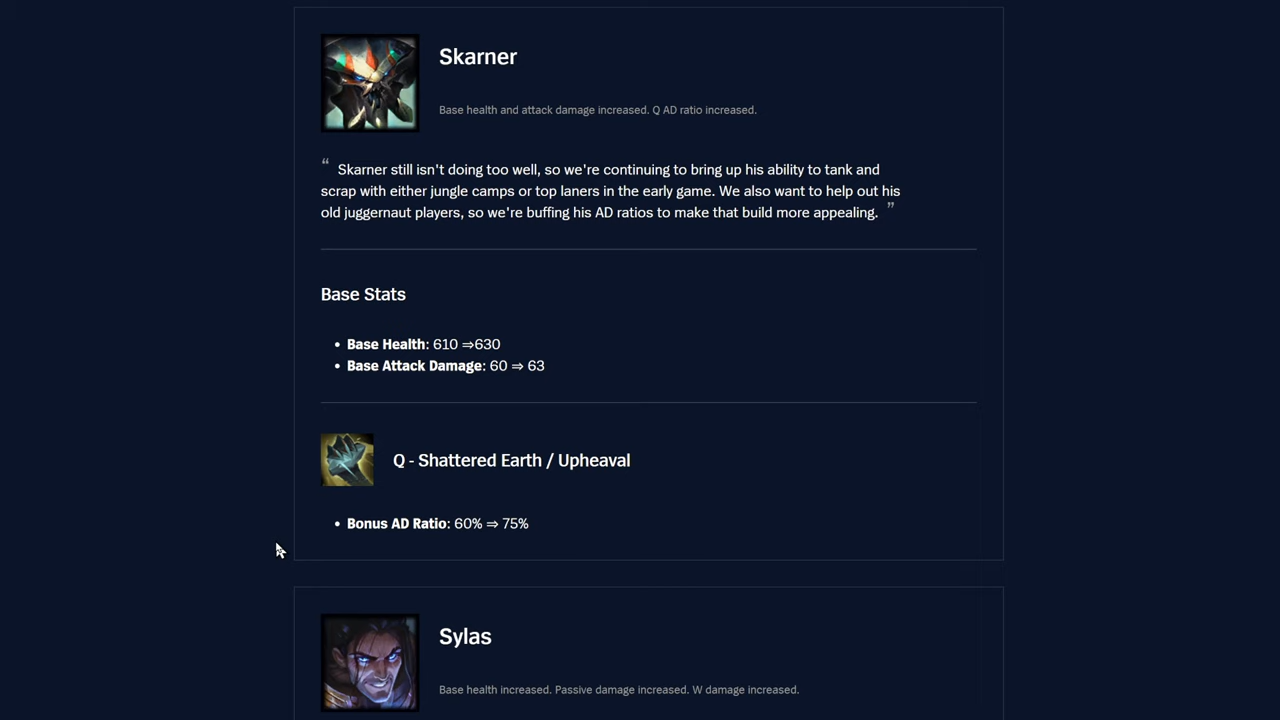 Skarner
Base health and attack damage increased. Q AD ratio increased.
“ Skarner still isn't doing too well, so we're continuing to bring up his ability to tank and
scrap with either jungle camps or top laners in the early game. We also want to help out his
old juggernaut players, so we're buffing his AD ratios to make that build more appealing. ”
Base Stats
• Base Health: 610 ⇒630
• Base Attack Damage: 60 ⇒ 63
Q - Shattered Earth / Upheaval
• Bonus AD Ratio: 60% ⇒ 75%
Sylas
Base health increased. Passive damage increased. W damage increased.